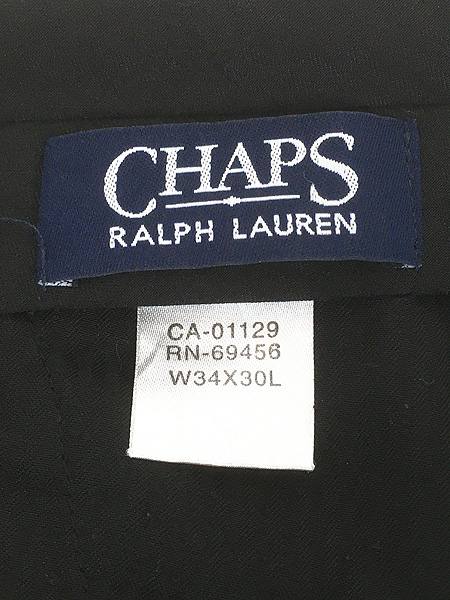 CHAPS
RALPH LAUREN
CA-01129
RN-69456
W34X30L